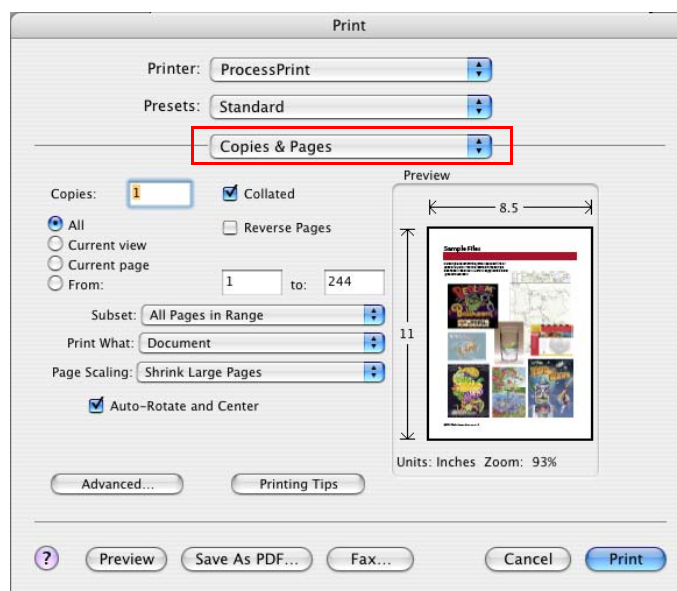 Print
Printer: ProcessPrint
Presets: Standard
Copies & Pages
Copies: 1 Collated
All Reverse Pages
Current view
Current page
From: 1 to: 244
Subset: All Pages in Range
Print What: Document
Page Scaling: Shrink Large Pages
Auto-Rotate and Center
Preview
8.5
11
Sample Files
Units: Inches Zoom: 93%
Advanced... Printing Tips
? Preview Save As PDF... Fax... Cancel Print